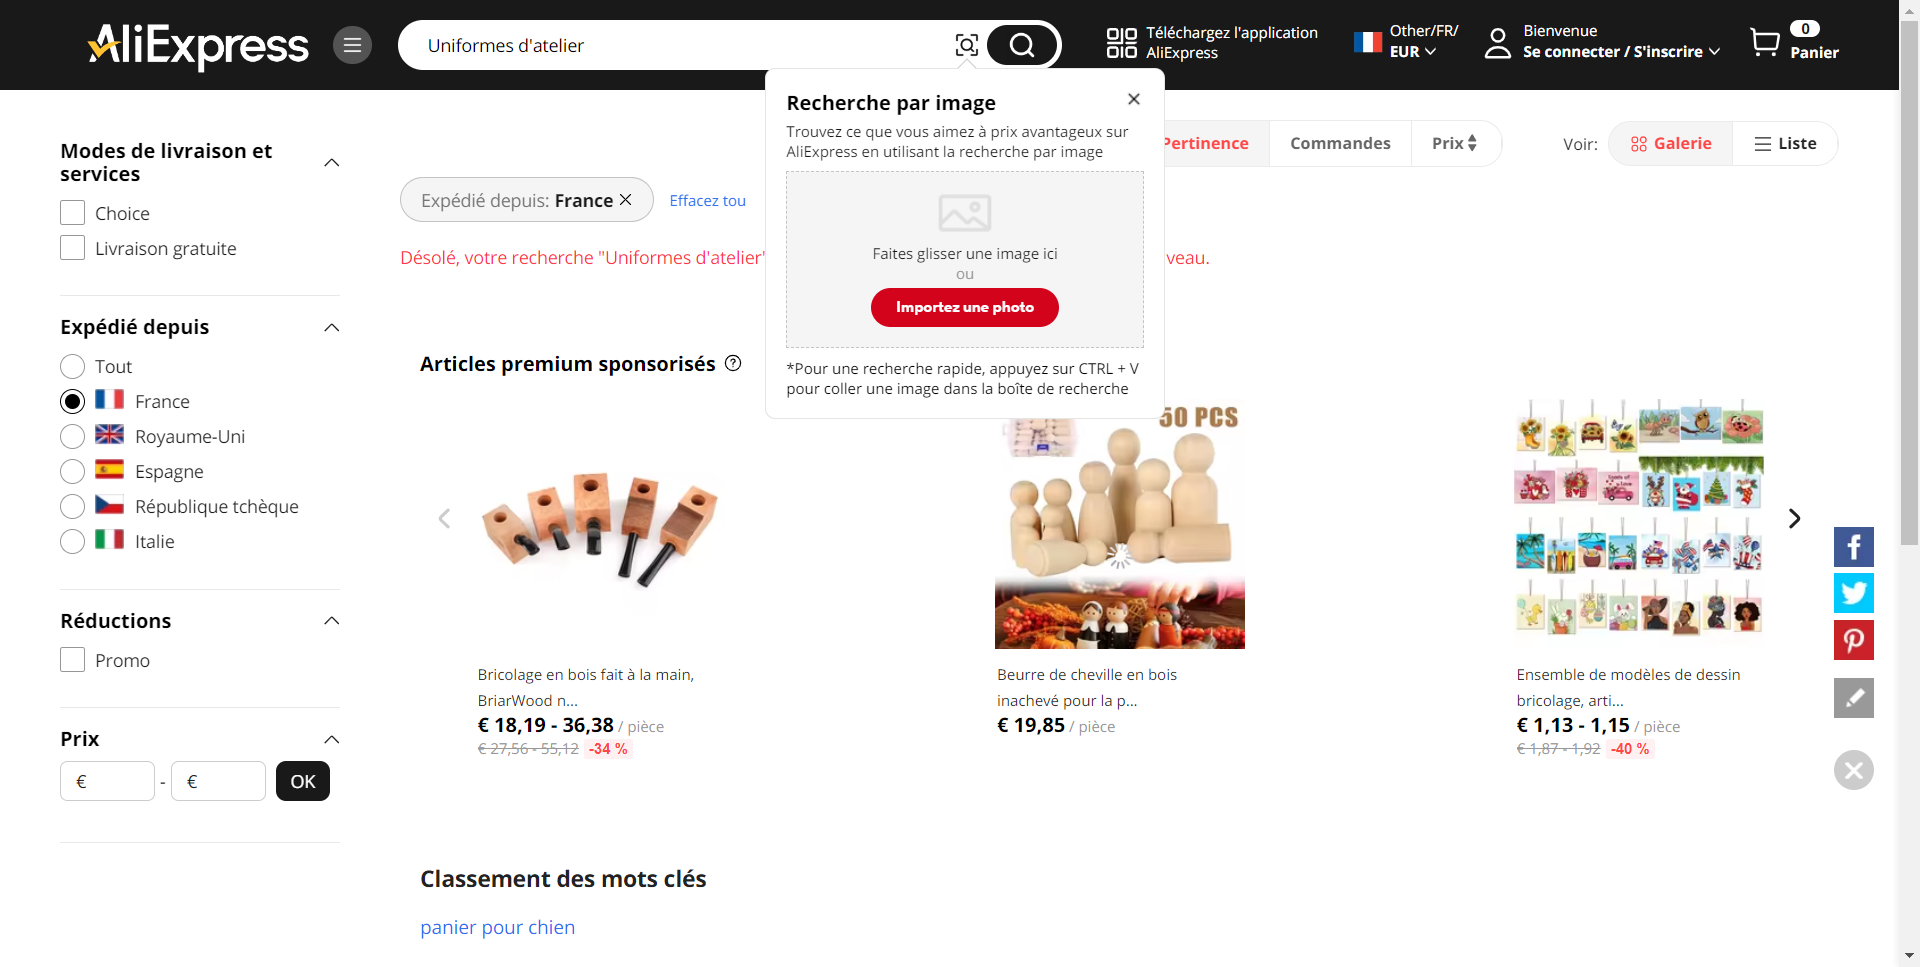 AliExpress
Uniformes d'atelier
Téléchargez l'application
AliExpress
Other/FR/
EUR
Bienvenue
Se connecter / S'inscrire
0
Panier
Recherche par image
Trouvez ce que vous aimez à prix avantageux sur
AliExpress en utilisant la recherche par image
Faites glisser une image ici
ou
Importez une photo
*Pour une recherche rapide, appuyez sur CTRL + V
pour coller une image dans la boîte de recherche
Modes de livraison et
services
Choice
Livraison gratuite
Expédié depuis
Tout
France
Royaume-Uni
Espagne
République tchèque
Italie
Réductions
Promo
Prix
€ - € OK
Pertinence
Commandes
Prix
Voir:
Galerie
Liste
Expédié depuis: France
Effacez tou
Désolé, votre recherche "Uniformes d'atelier" veau.
Articles premium sponsorisés
50 PCS
Bricolage en bois fait à la main,
BriarWood n...
€ 18,19 - 36,38 / pièce
€ 27,56 - 55,12 -34 %
Beurre de cheville en bois
inachevé pour la p...
€ 19,85 / pièce
Ensemble de modèles de dessin
bricolage, arti...
€ 1,13 - 1,15 / pièce
€ 1,87 - 1,92 -40 %
Classement des mots clés
panier pour chien